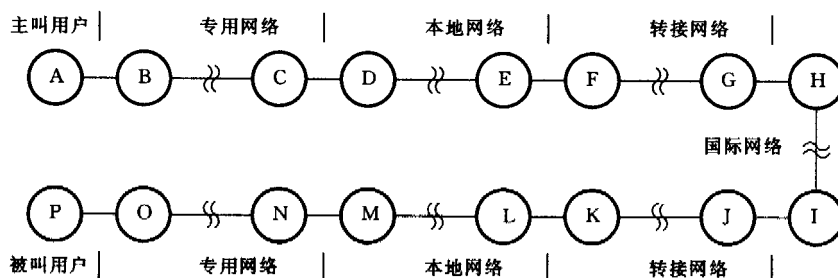 主叫用户 专用网络 本地网络 转接网络
A B C D E F G H
国际网络
P O N M L K J I
被叫用户 专用网络 本地网络 转接网络